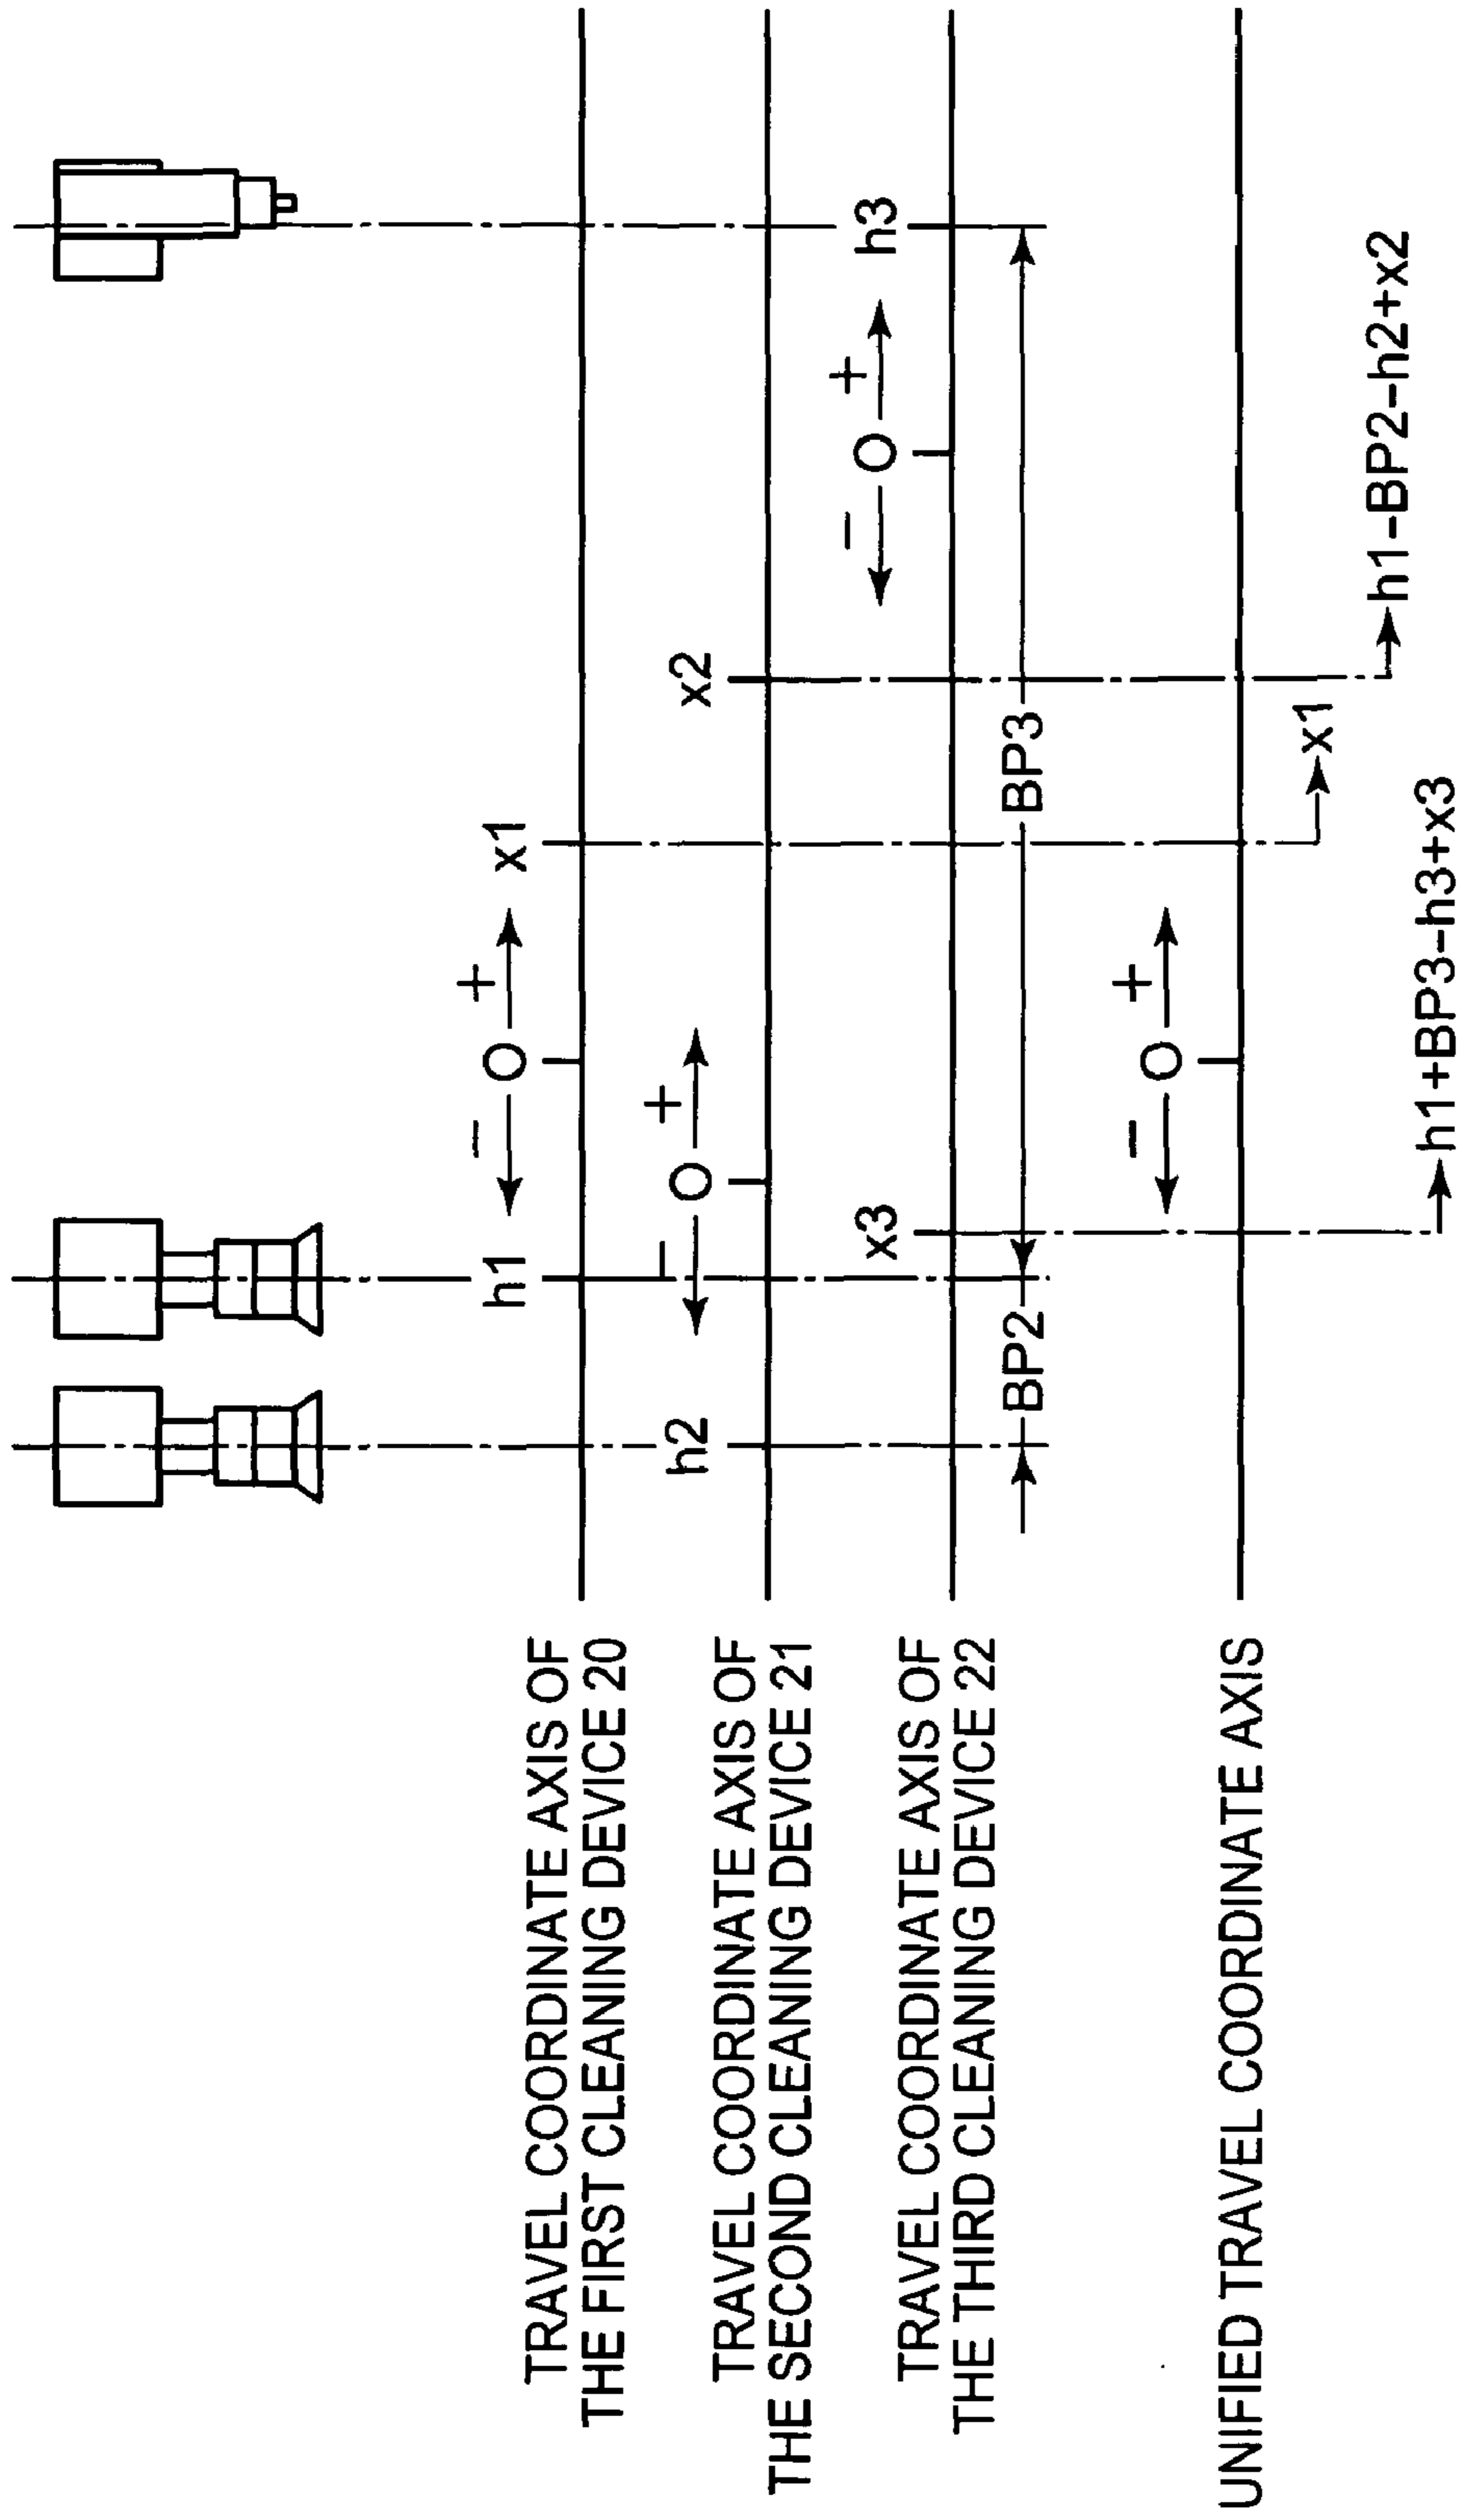 TRAVEL COORDINATE AXIS OF
THE FIRST CLEANING DEVICE 20
h1
− O +
x1
TRAVEL COORDINATE AXIS OF
THE SECOND CLEANING DEVICE 21
h2
− O +
x2
TRAVEL COORDINATE AXIS OF
THE THIRD CLEANING DEVICE 22
x3
− O +
h3
BP2
BP3
UNIFIED TRAVEL COORDINATE AXIS
− O +
x1
h1-BP2-h2+x2
h1+BP3-h3+x3